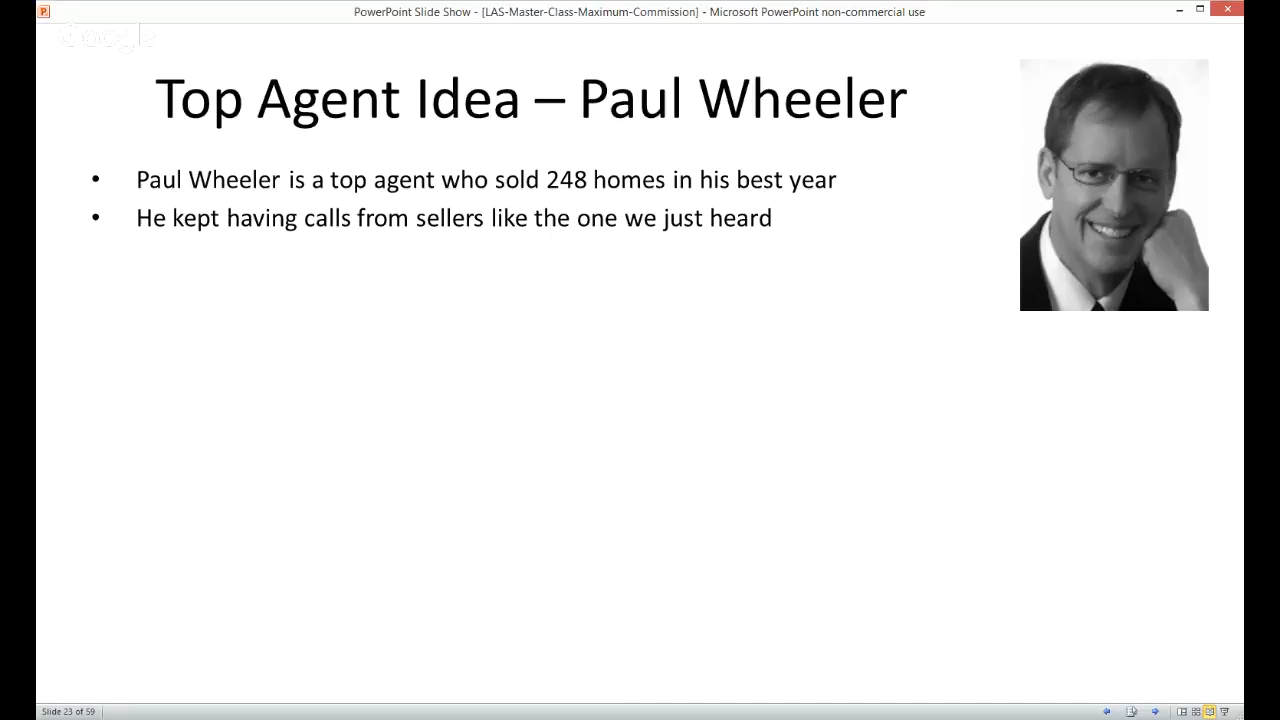 PowerPoint Slide Show - [LAS-Master-Class-Maximum-Commission] - Microsoft PowerPoint non-commercial use
Google
Top Agent Idea – Paul Wheeler
• Paul Wheeler is a top agent who sold 248 homes in his best year
• He kept having calls from sellers like the one we just heard
Slide 23 of 59